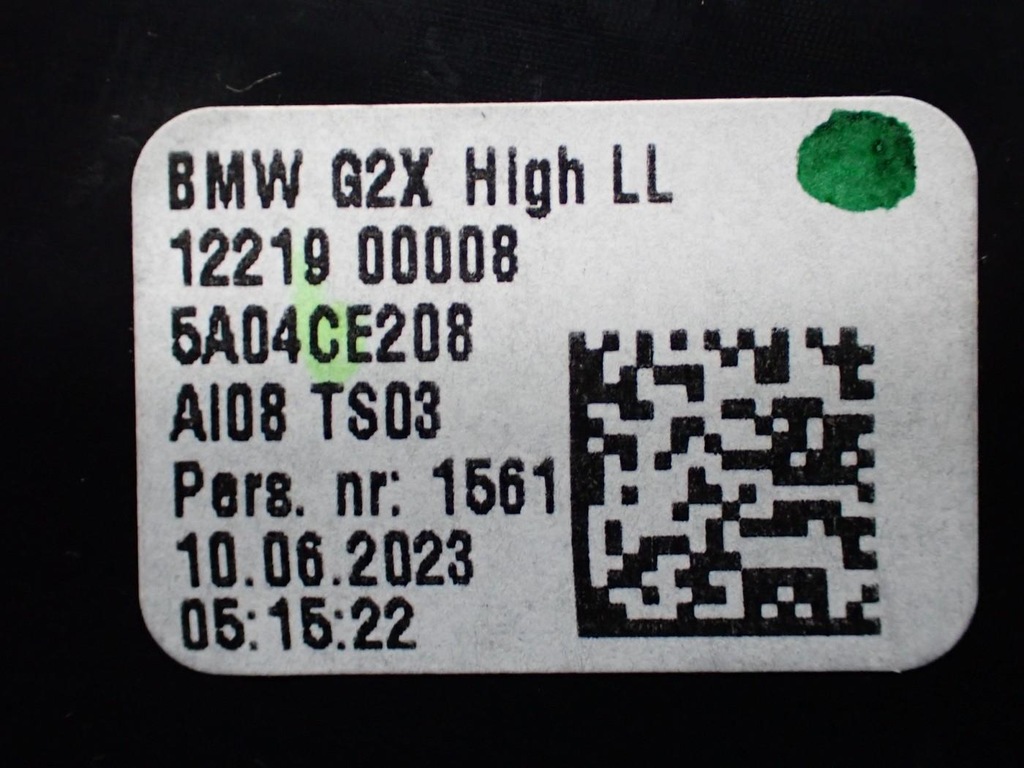 BMW G2X High LL
12219 00008
5A04CE208
AI08 TS03
Pers. nr: 1561
10.06.2023
05:15:22